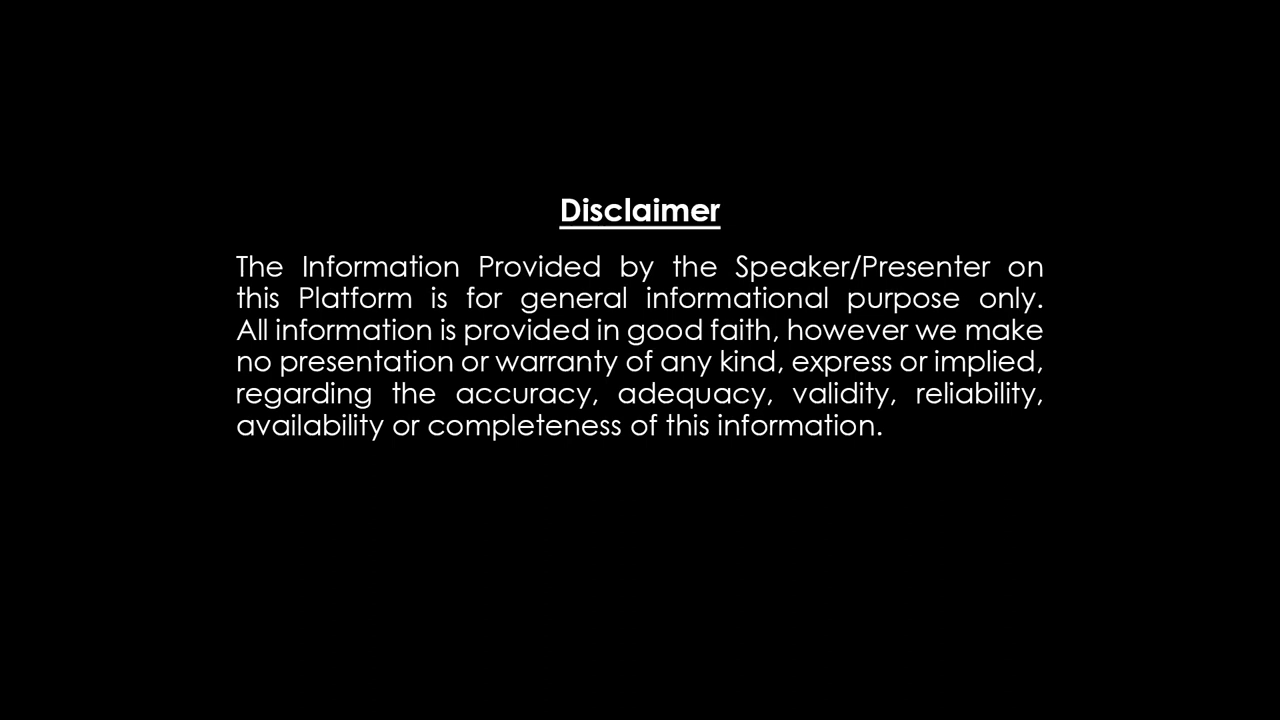 Disclaimer
The Information Provided by the Speaker/Presenter on
this Platform is for general informational purpose only.
All information is provided in good faith, however we make
no presentation or warranty of any kind, express or implied,
regarding the accuracy, adequacy, validity, reliability,
availability or completeness of this information.